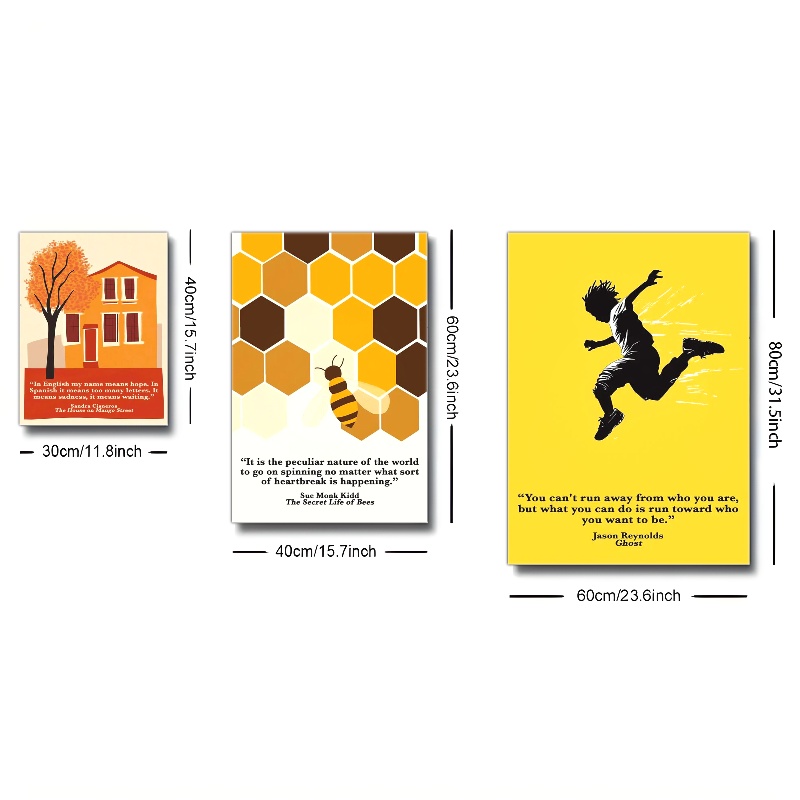 “In English my name means hope. In
Spanish it means too many letters. It
means sadness, it means waiting.”
Sandra Cisneros
The House on Mango Street
40cm/15.7inch
30cm/11.8inch
“It is the peculiar nature of the world
to go on spinning no matter what sort
of heartbreak is happening.”
Sue Monk Kidd
The Secret Life of Bees
60cm/23.6inch
40cm/15.7inch
“You can't run away from who you are,
but what you can do is run toward who
you want to be.”
Jason Reynolds
Ghost
80cm/31.5inch
60cm/23.6inch